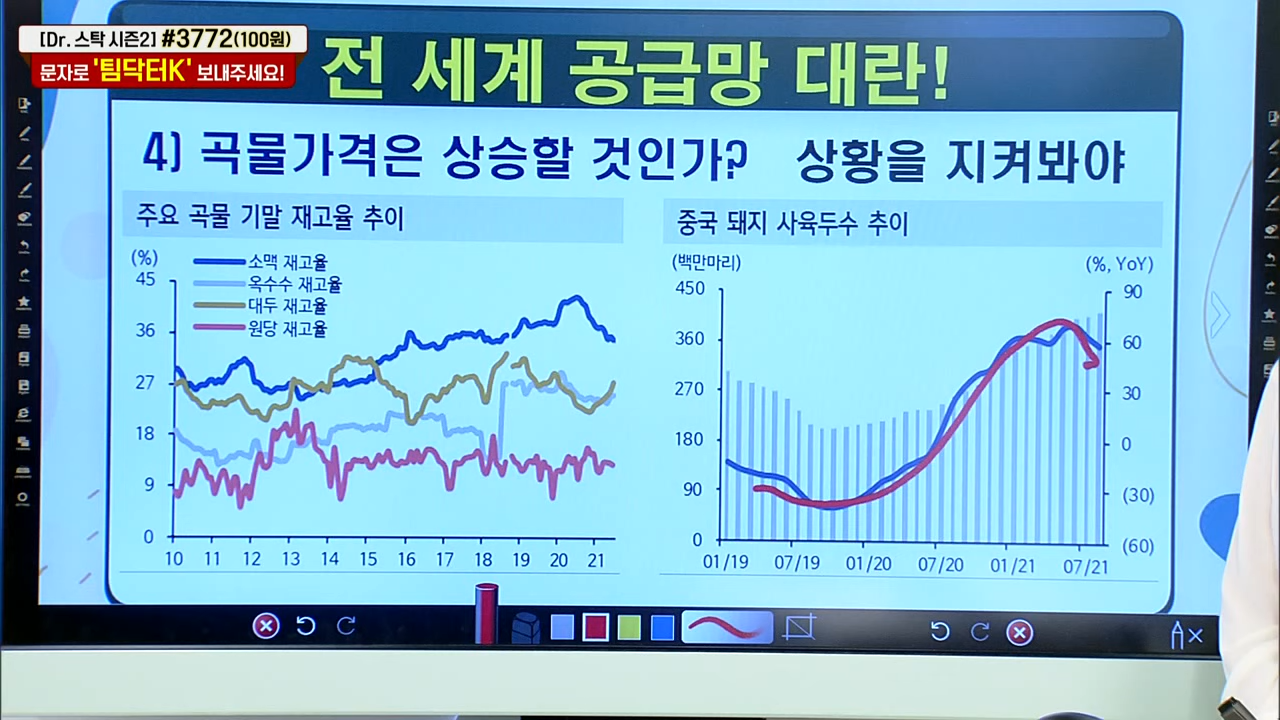 [Dr. 스탁 시즌2] #3772(100원)
문자로 '팀닥터K' 보내주세요!
전 세계 공급망 대란!
4) 곡물가격은 상승할 것인가? 상황을 지켜봐야
주요 곡물 기말 재고율 추이
(%)
소맥 재고율
옥수수 재고율
대두 재고율
원당 재고율
45
36
27
18
9
0
10 11 12 13 14 15 16 17 18 19 20 21
중국 돼지 사육두수 추이
(백만마리) (%, YoY)
450 90
360 60
270 30
180 0
90 (30)
0 (60)
01/19 07/19 01/20 07/20 01/21 07/21